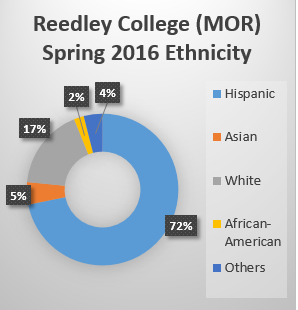 Reedley College (MOR)
Spring 2016 Ethnicity
2%
4%
17%
5%
72%
Hispanic
Asian
White
African-
American
Others